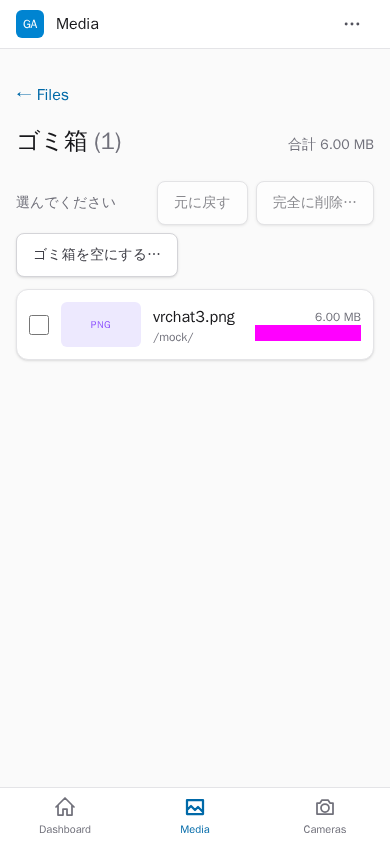 GA Media
← Files
ゴミ箱 (1)
合計 6.00 MB
選んでください
元に戻す
完全に削除…
ゴミ箱を空にする…
PNG
vrchat3.png
/mock/
6.00 MB
Dashboard
Media
Cameras